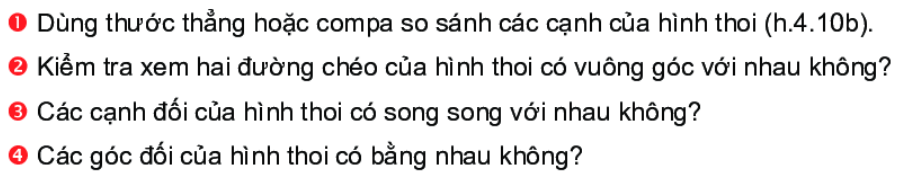 ❶ Dùng thước thẳng hoặc compa so sánh các cạnh của hình thoi (h.4.10b).
❷ Kiểm tra xem hai đường chéo của hình thoi có vuông góc với nhau không?
❸ Các cạnh đối của hình thoi có song song với nhau không?
❹ Các góc đối của hình thoi có bằng nhau không?